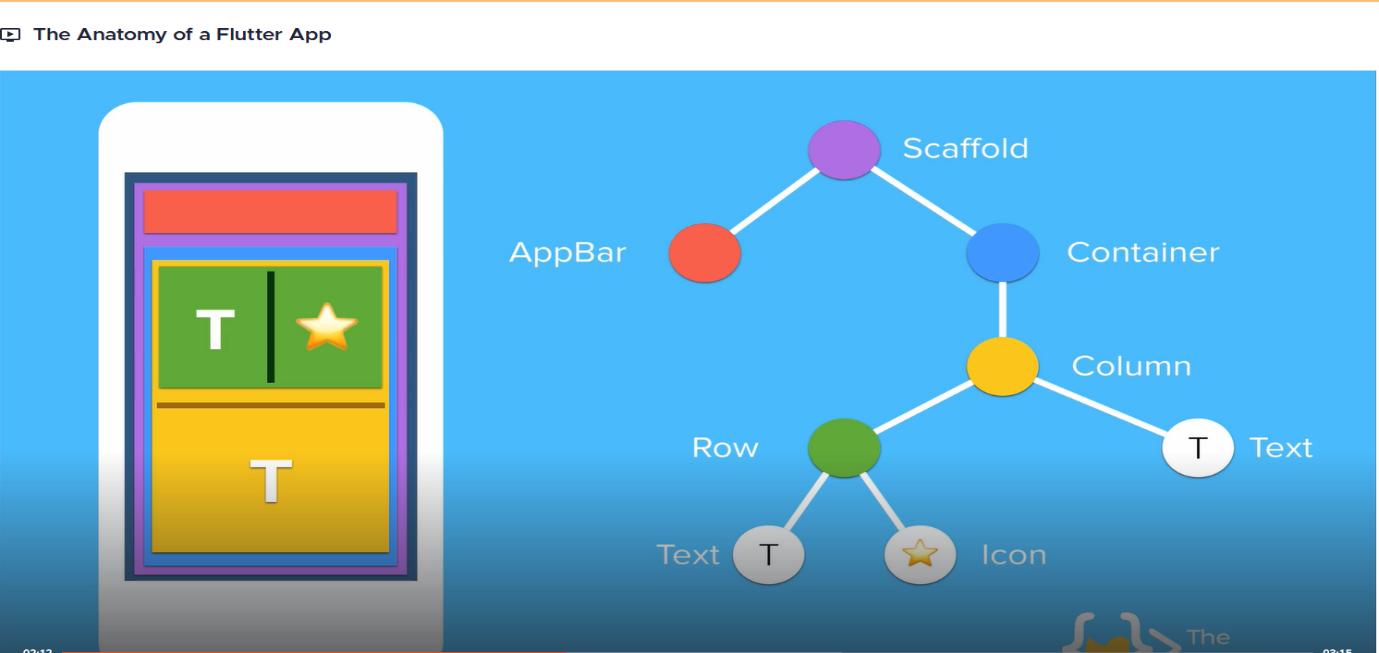 The Anatomy of a Flutter App
Scaffold
AppBar
Container
T
Column
Row
T
Text
T
Text
T
Icon
The